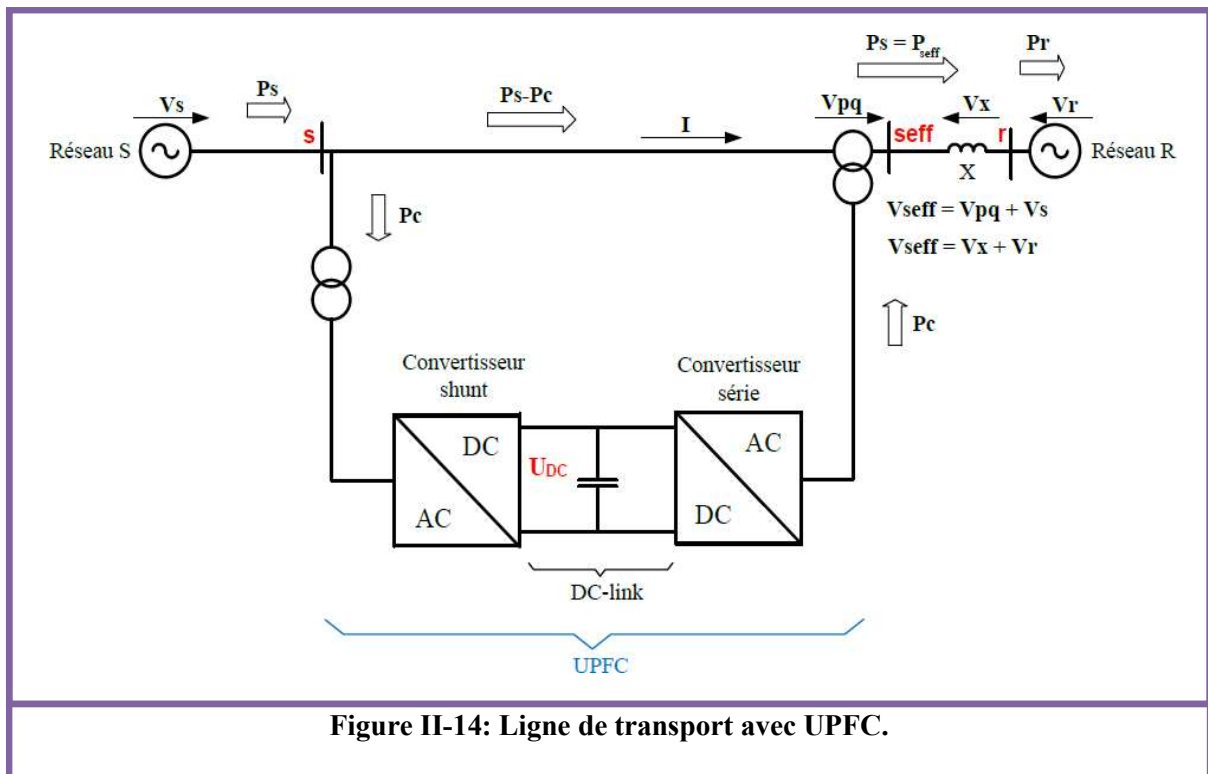 Ps = Pseff
Pr
Ps
Ps-Pc
Vs
Vpq
Vx
Vr
I
s
seff
r
Réseau S
Réseau R
X
Vseff = Vpq + Vs
Vseff = Vx + Vr
Pc
Pc
Convertisseur
shunt
Convertisseur
série
DC
AC
UDC
AC
DC
DC-link
UPFC
Figure II-14: Ligne de transport avec UPFC.